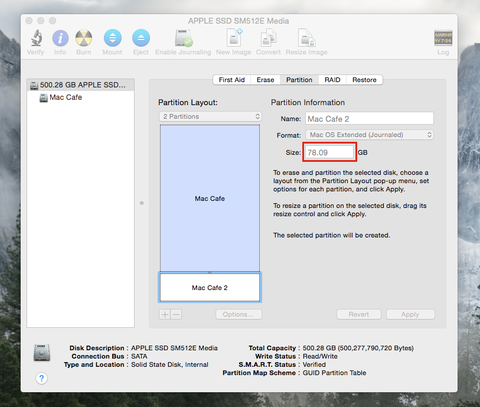 APPLE SSD SM512E Media
Verify Info Burn Mount Eject Enable Journaling New Image Convert Resize Image Log
500.28 GB APPLE SSD...
Mac Cafe
First Aid Erase Partition RAID Restore
Partition Layout:
2 Partitions
Mac Cafe
Mac Cafe 2
+ −
Options...
Partition Information
Name: Mac Cafe 2
Format: Mac OS Extended (Journaled)
Size: 78.09 GB
To erase and partition the selected disk, choose a
layout from the Partition Layout pop-up menu, set
options for each partition, and click Apply.
To resize a partition on the selected disk, drag its
resize control and click Apply.
The selected partition will be created.
Revert Apply
Disk Description : APPLE SSD SM512E Media
Connection Bus : SATA
Type and Location : Solid State Disk, Internal
Total Capacity : 500.28 GB (500,277,790,720 Bytes)
Write Status : Read/Write
S.M.A.R.T. Status : Verified
Partition Map Scheme : GUID Partition Table
?